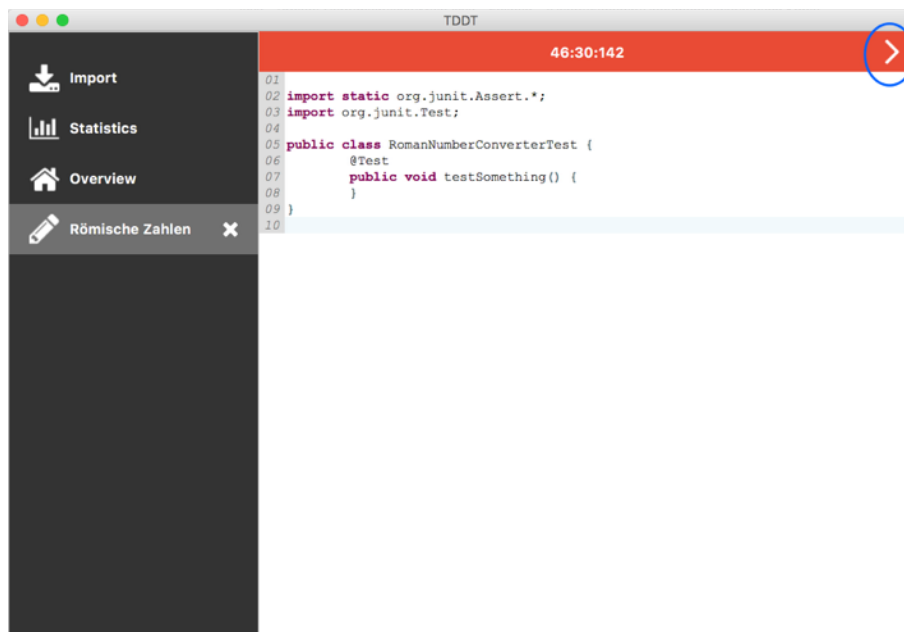 TDDT
Import
Statistics
Overview
Römische Zahlen
46:30:142
01
02 import static org.junit.Assert.*;
03 import org.junit.Test;
04
05 public class RomanNumberConverterTest {
06 @Test
07 public void testSomething() {
08 }
09 }
10